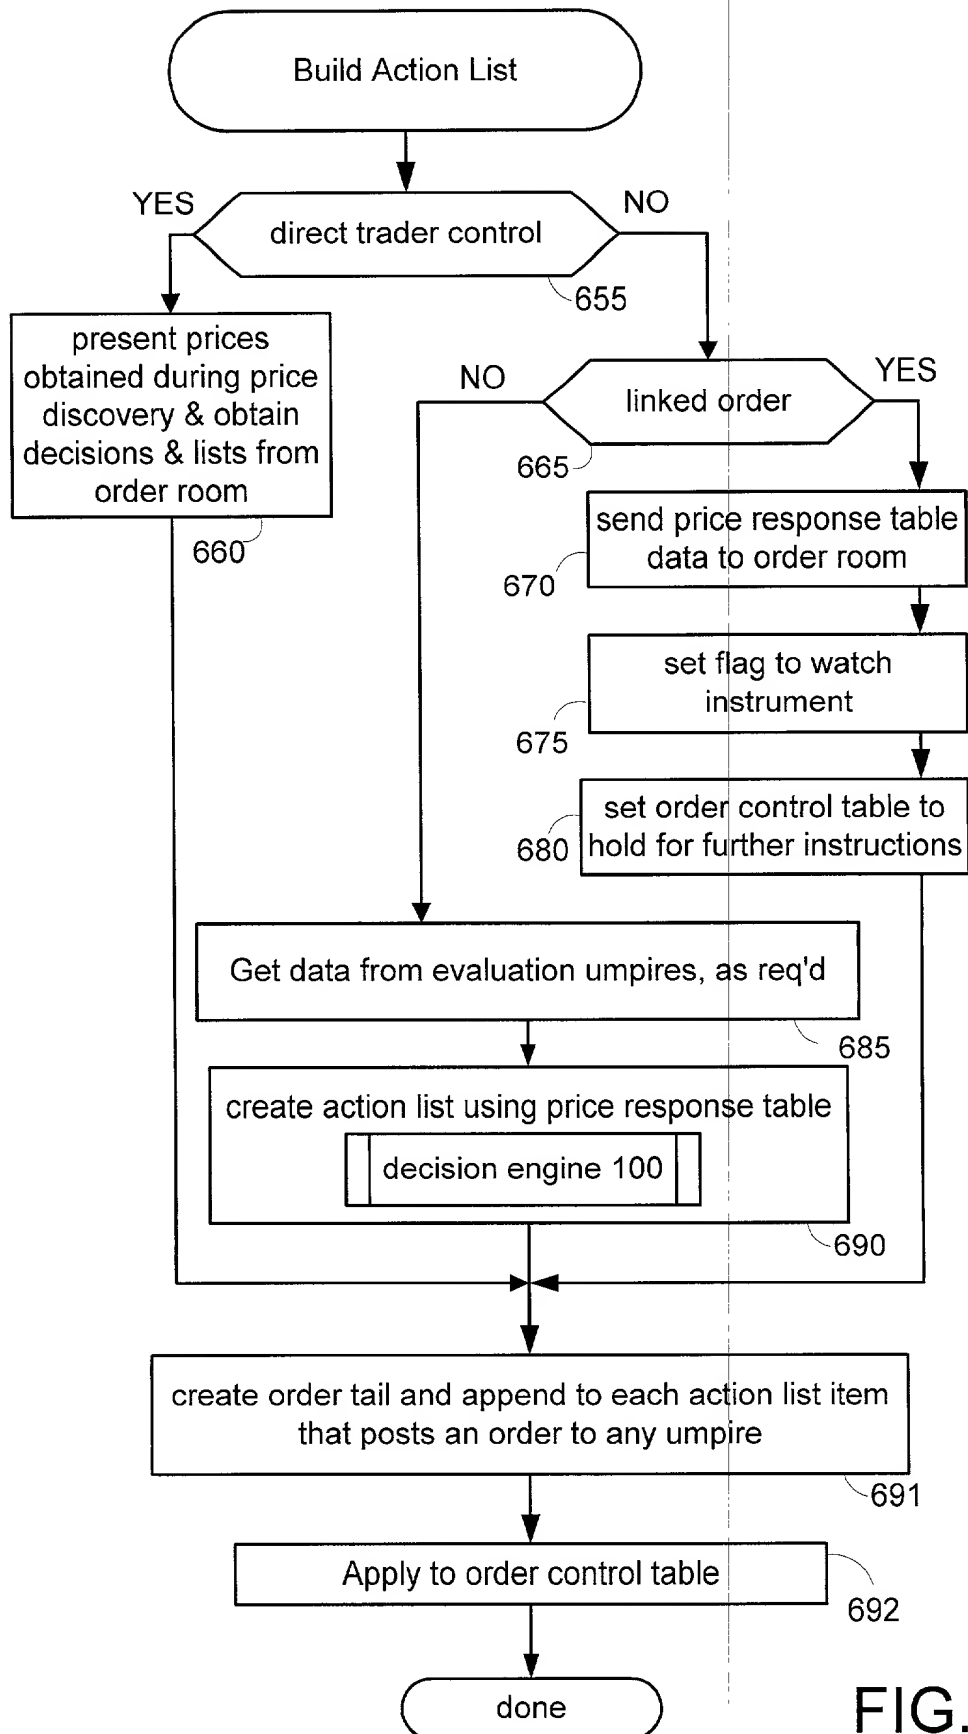 Build Action List
YES
NO
direct trader control
655
present prices
obtained during price
discovery & obtain
decisions & lists from
order room
660
NO
YES
linked order
665
send price response table
data to order room
670
set flag to watch
instrument
675
set order control table to
hold for further instructions
680
Get data from evaluation umpires, as req'd
685
create action list using price response table
decision engine 100
690
create order tail and append to each action list item
that posts an order to any umpire
691
Apply to order control table
692
done
FIG.